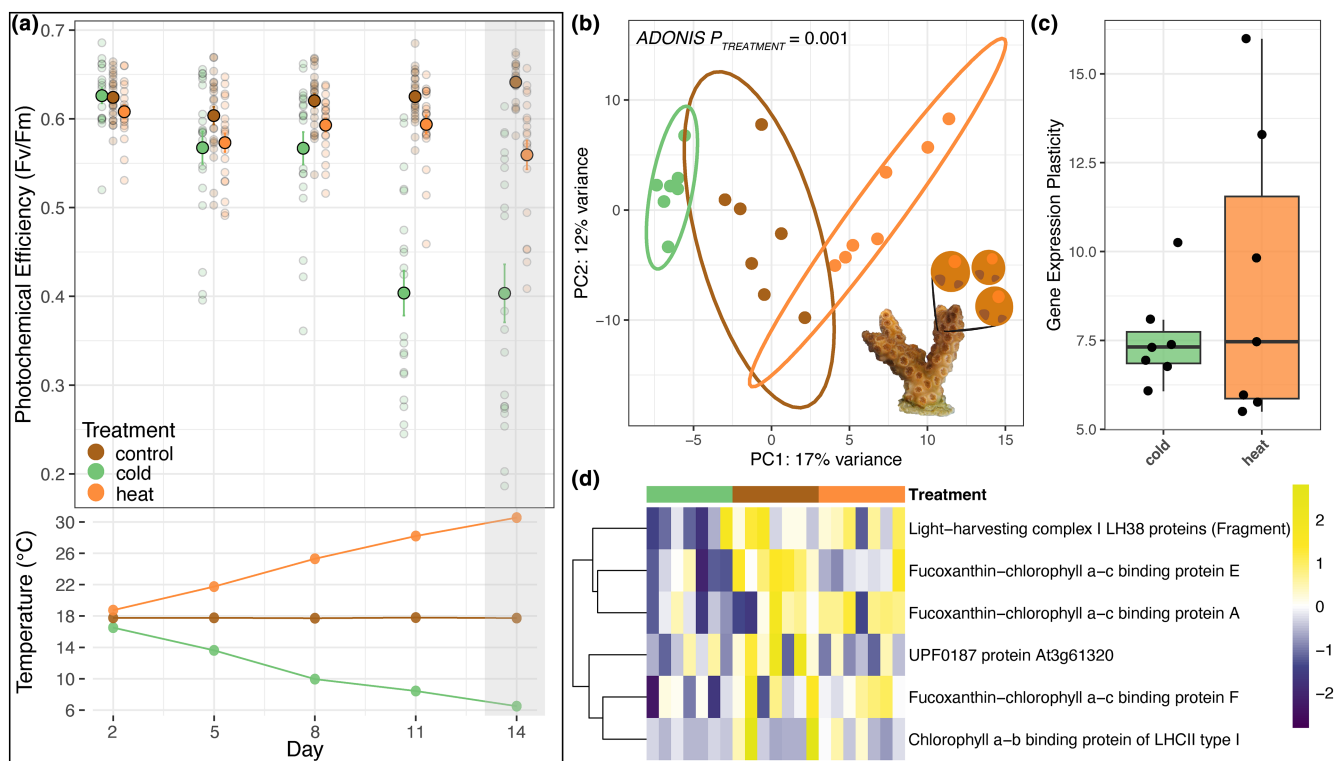 (a)
0.7
0.6
0.5
0.4
0.3
0.2
Photochemical Efficiency (Fv/Fm)
Treatment
control
cold
heat
30
26
22
18
14
10
6
Temperature (°C)
2 5 8 11 14
Day
(b)
ADONIS P TREATMENT = 0.001
10
0
−10
PC2: 12% variance
−5 0 5 10 15
PC1: 17% variance
(c)
15.0
12.5
10.0
7.5
5.0
Gene Expression Plasticity
cold
heat
(d)
Treatment
Light−harvesting complex I LH38 proteins (Fragment)
Fucoxanthin−chlorophyll a−c binding protein E
Fucoxanthin−chlorophyll a−c binding protein A
UPF0187 protein At3g61320
Fucoxanthin−chlorophyll a−c binding protein F
Chlorophyll a−b binding protein of LHCII type I
2
1
0
−1
−2